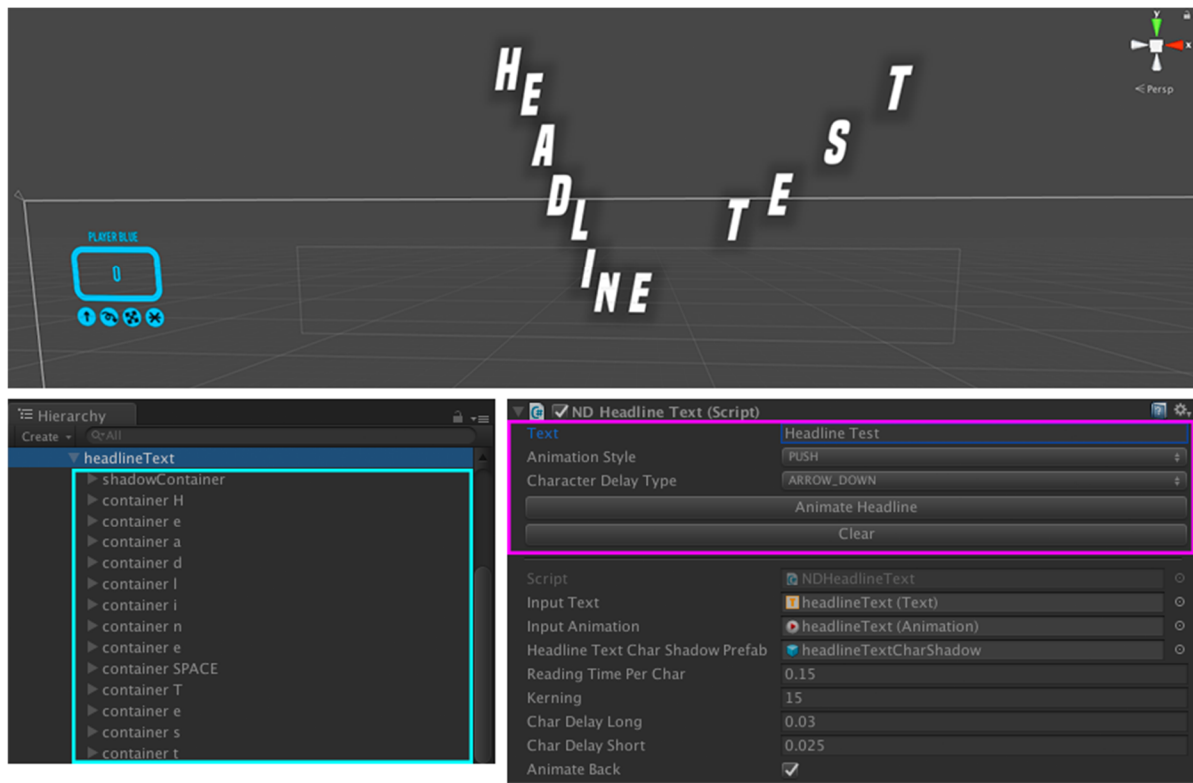 HEADLINE TEST
y
x
Persp
PLAYER BLUE
0
Hierarchy
Create
All
headlineText
shadowContainer
container H
container e
container a
container d
container l
container i
container n
container e
container SPACE
container T
container e
container s
container t
ND Headline Text (Script)
Text Headline Test
Animation Style PUSH
Character Delay Type ARROW_DOWN
Animate Headline
Clear
Script NDHeadlineText
Input Text headlineText (Text)
Input Animation headlineText (Animation)
Headline Text Char Shadow Prefab headlineTextCharShadow
Reading Time Per Char 0.15
Kerning 15
Char Delay Long 0.03
Char Delay Short 0.025
Animate Back